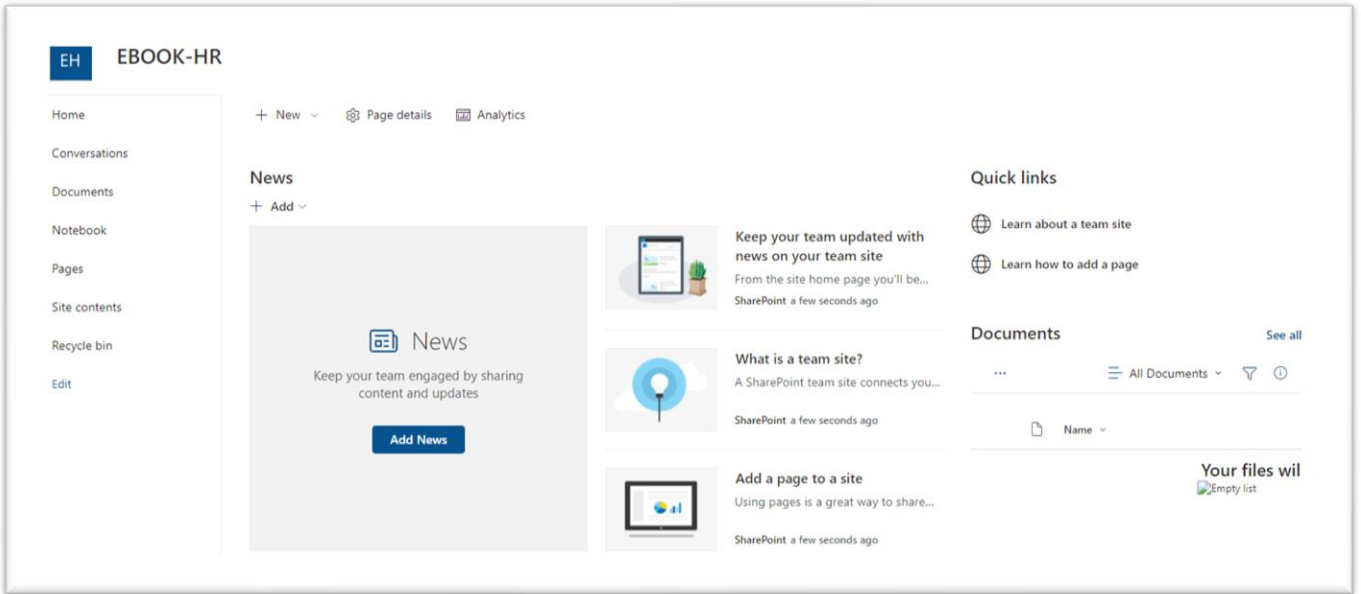 EH
EBOOK-HR
Home
Conversations
Documents
Notebook
Pages
Site contents
Recycle bin
Edit
+ New
Page details
Analytics
News
+ Add
News
Keep your team engaged by sharing
content and updates
Add News
Keep your team updated with
news on your team site
From the site home page you'll be...
SharePoint a few seconds ago
What is a team site?
A SharePoint team site connects you...
SharePoint a few seconds ago
Add a page to a site
Using pages is a great way to share...
SharePoint a few seconds ago
Quick links
Learn about a team site
Learn how to add a page
Documents
See all
... All Documents
Name
Your files wil
Empty list